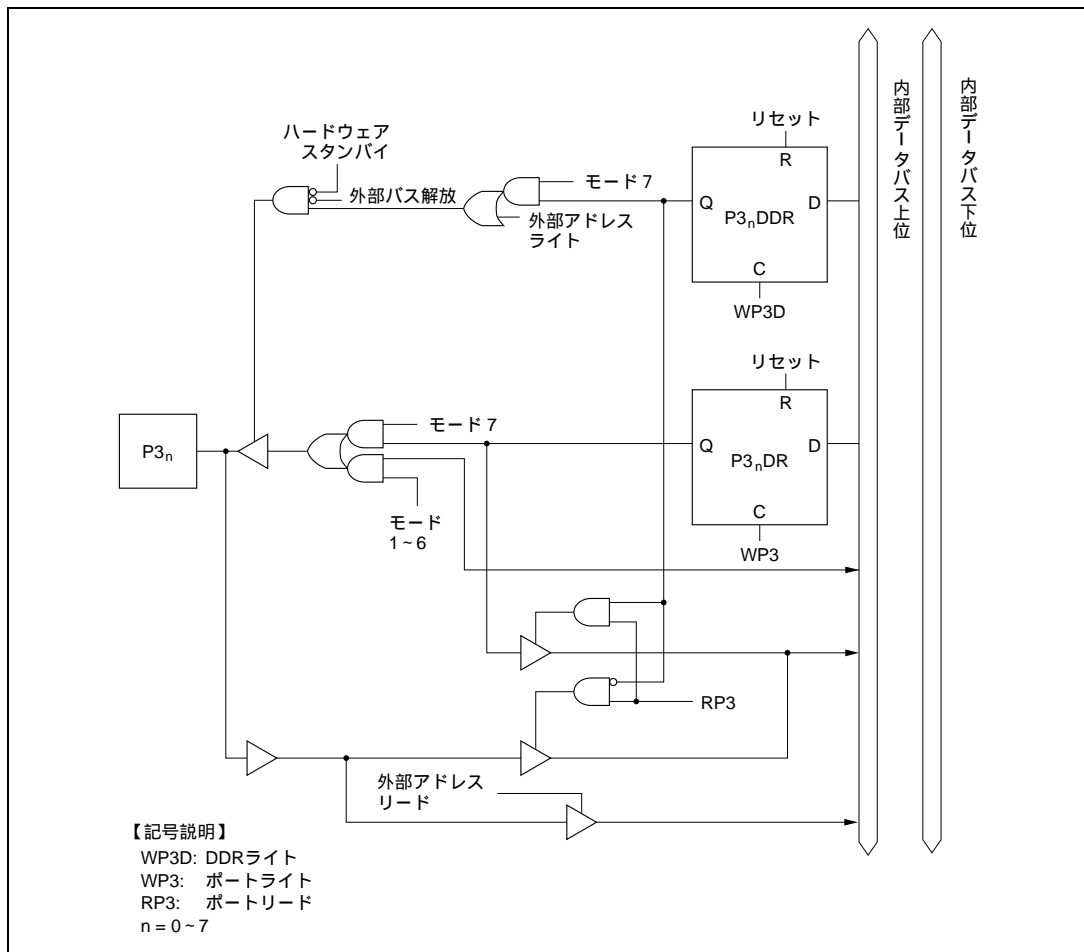 リセット
ハードウェア
スタンバイ
R
モード 7
外部バス解放
Q
D
P3nDDR
外部アドレス
ライト
C
WP3D
内部データバス上位
内部データバス下位
リセット
R
モード 7
P3n
Q
D
P3nDR
C
モード
1~6
WP3
RP3
外部アドレス
リード
【記号説明】
WP3D: DDRライト
WP3: ポートライト
RP3: ポートリード
n = 0~7